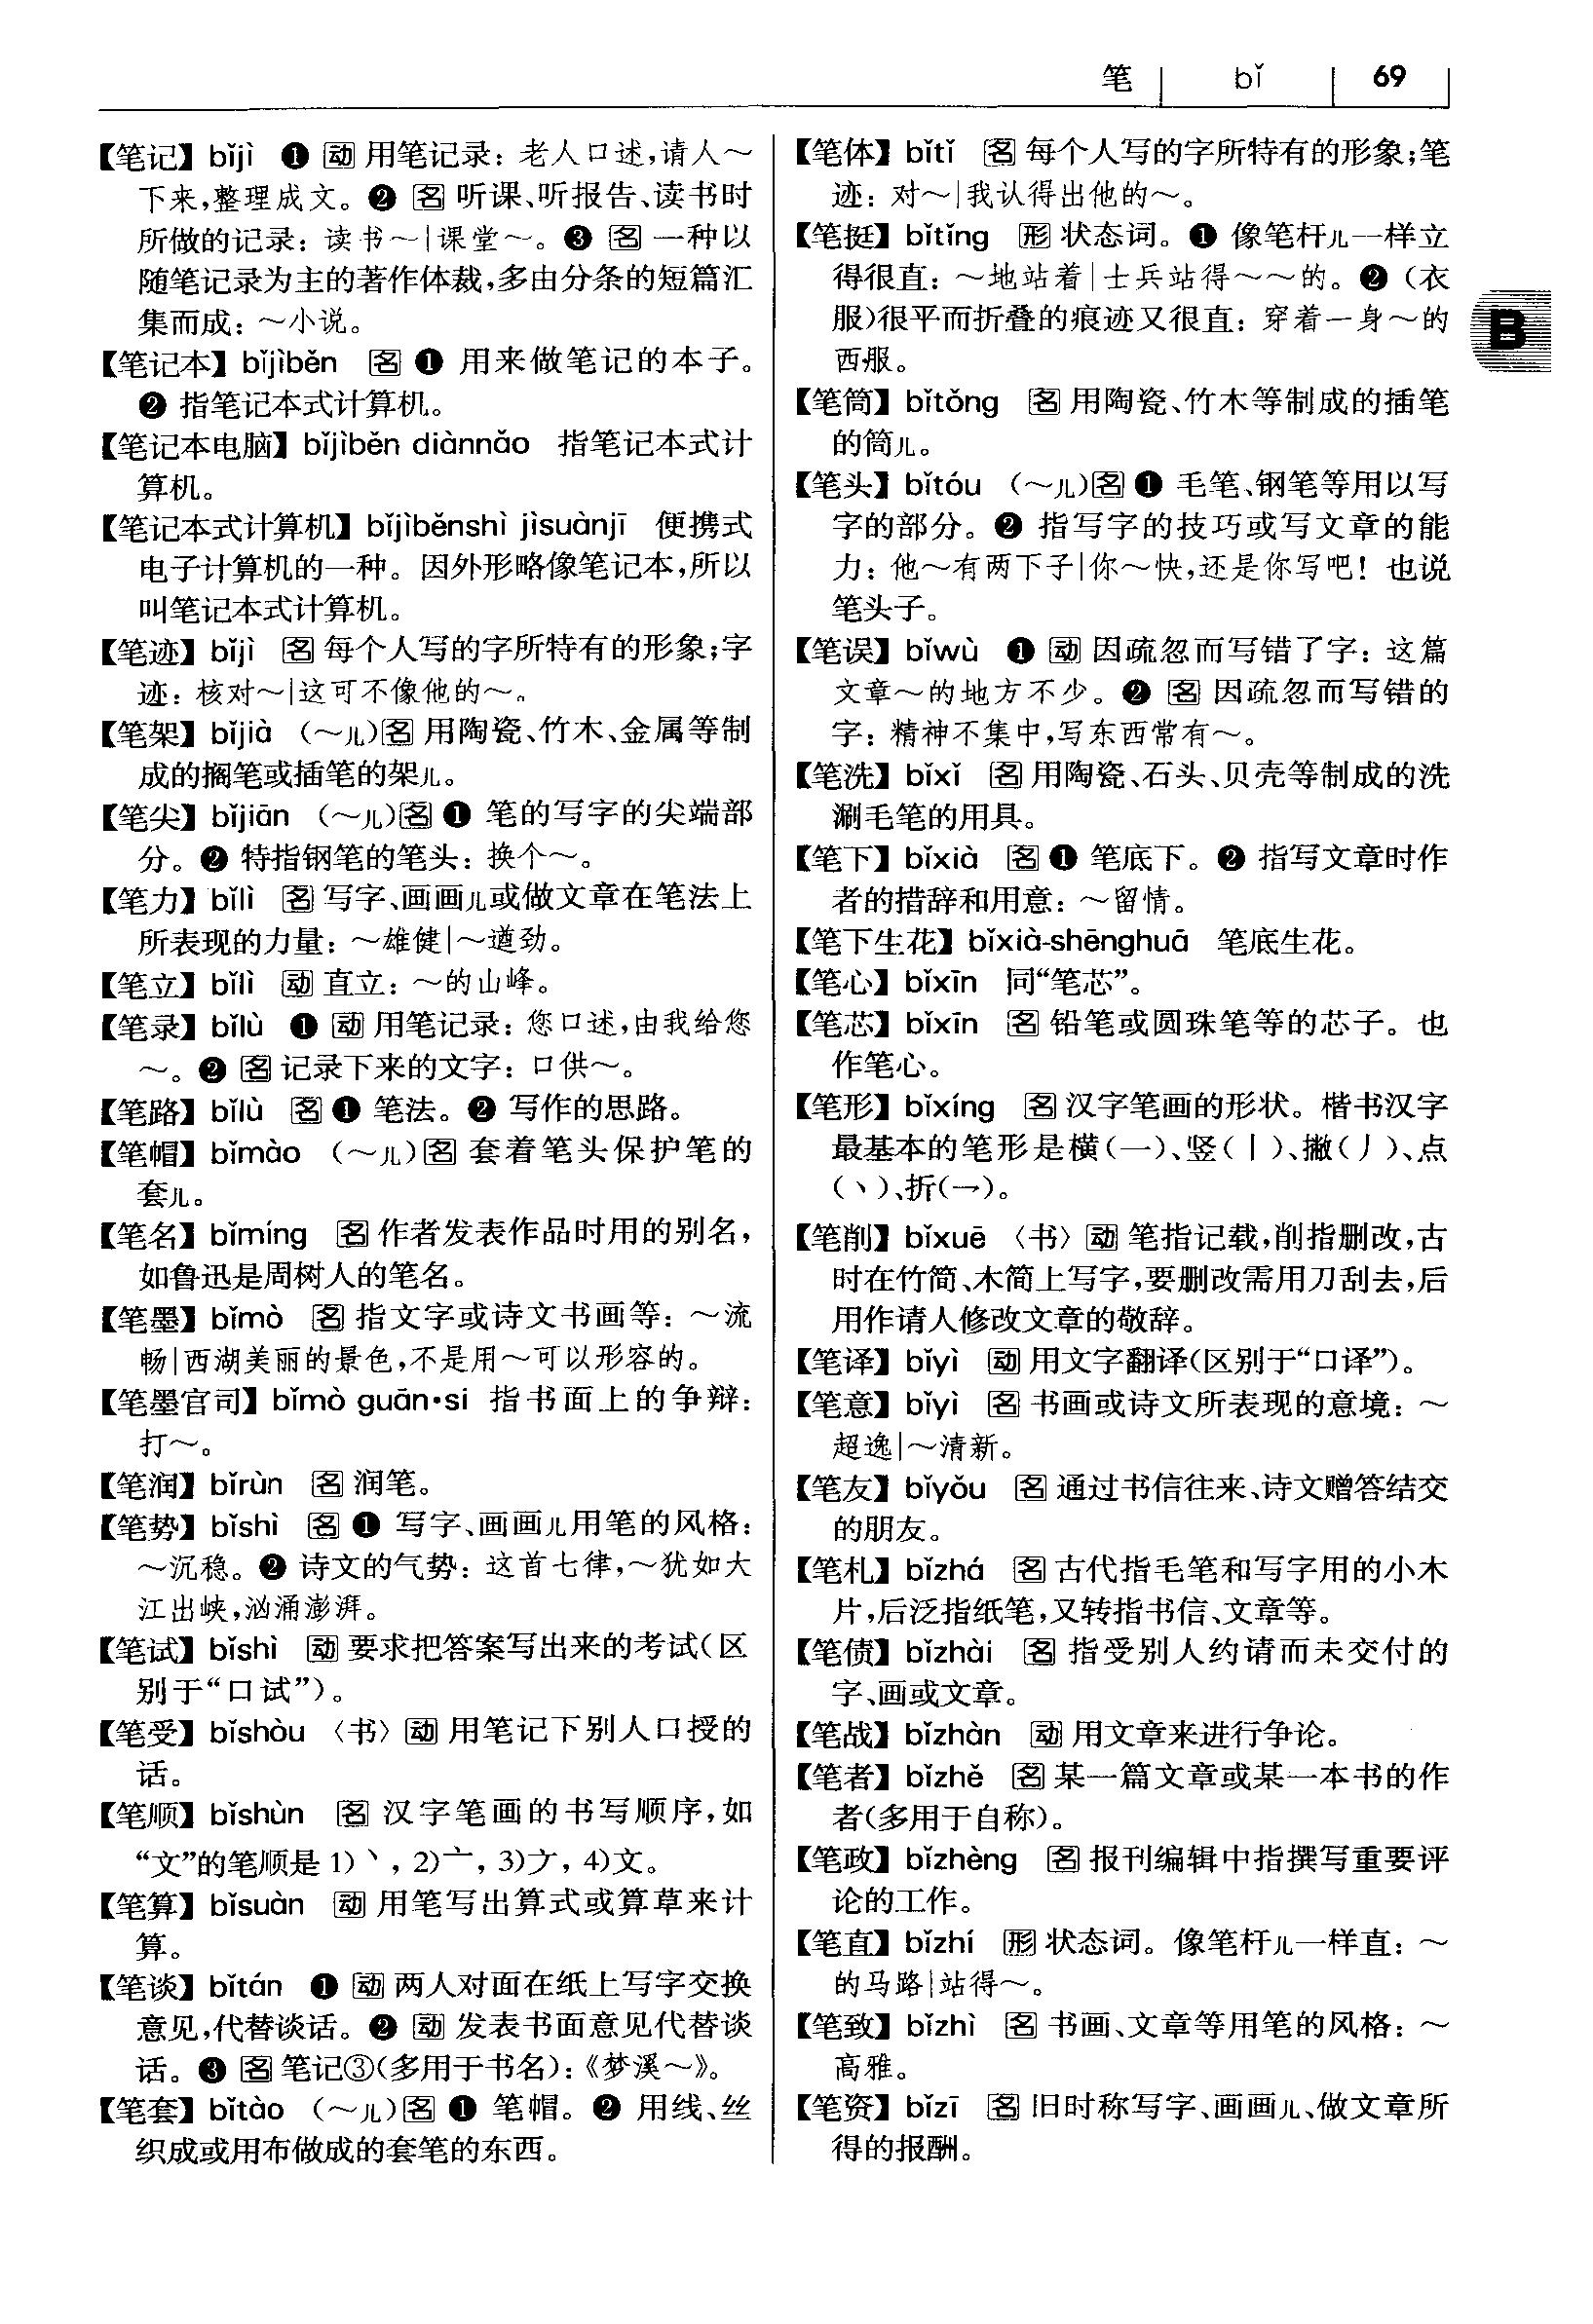 笔 bǐ 69
【笔记】bǐjì ❶ 动 用笔记录：老人口述，请人～
下来，整理成文。❷ 名 听课、听报告、读书时
所做的记录：读书～|课堂～。❸ 名 一种以
随笔记录为主的著作体裁，多由分条的短篇汇
集而成：～小说。
【笔记本】bǐjìběn 名 ❶ 用来做笔记的本子。
❷ 指笔记本式计算机。
【笔记本电脑】bǐjìběn diànnǎo 指笔记本式计
算机。
【笔记本式计算机】bǐjìběnshì jìsuànjī 便携式
电子计算机的一种。因外形略像笔记本，所以
叫笔记本式计算机。
【笔迹】bǐjì 名 每个人写的字所特有的形象；字
迹：核对～|这可不像他的～。
【笔架】bǐjià （～儿）名 用陶瓷、竹木、金属等制
成的搁笔或插笔的架儿。
【笔尖】bǐjiān （～儿）名 ❶ 笔的写字的尖端部
分。❷ 特指钢笔的笔头：换个～。
【笔力】bǐlì 名 写字、画画儿或做文章在笔法上
所表现的力量：～雄健|～遒劲。
【笔立】bǐlì 动 直立：～的山峰。
【笔录】bǐlù ❶ 动 用笔记录：您口述，由我给您
～。❷ 名 记录下来的文字：口供～。
【笔路】bǐlù 名 ❶ 笔法。❷ 写作的思路。
【笔帽】bǐmào （～儿）名 套着笔头保护笔的
套儿。
【笔名】bǐmíng 名 作者发表作品时用的别名，
如鲁迅是周树人的笔名。
【笔墨】bǐmò 名 指文字或诗文书画等：～流
畅|西湖美丽的景色，不是用～可以形容的。
【笔墨官司】bǐmò guān·si 指书面上的争辩：
打～。
【笔润】bǐrùn 名 润笔。
【笔势】bǐshì 名 ❶ 写字、画画儿用笔的风格：
～沉稳。❷ 诗文的气势：这首七律，～犹如大
江出峡，汹涌澎湃。
【笔试】bǐshì 动 要求把答案写出来的考试（区
别于“口试”）。
【笔受】bǐshòu 〈书〉动 用笔记下别人口授的
话。
【笔顺】bǐshùn 名 汉字笔画的书写顺序，如
“文”的笔顺是 1)丶，2)亠，3)ナ，4)文。
【笔算】bǐsuàn 动 用笔写出算式或算草来计
算。
【笔谈】bǐtán ❶ 动 两人对面在纸上写字交换
意见，代替谈话。❷ 动 发表书面意见代替谈
话。❸ 名 笔记③（多用于书名）：《梦溪～》。
【笔套】bǐtào （～儿）名 ❶ 笔帽。❷ 用线、丝
织成或用布做成的套笔的东西。
【笔体】bǐtǐ 名 每个人写的字所特有的形象；笔
迹：对～|我认得出他的～。
【笔挺】bǐtǐng 形 状态词。❶ 像笔杆儿一样立
得很直：～地站着|士兵站得～～的。❷（衣
服）很平而折叠的痕迹又很直：穿着一身～的
西服。
【笔筒】bǐtǒng 名 用陶瓷、竹木等制成的插笔
的筒儿。
【笔头】bǐtóu （～儿）名 ❶ 毛笔、钢笔等用以写
字的部分。❷ 指写字的技巧或写文章的能
力：他～有两下子|你～快，还是你写吧！也说
笔头子。
【笔误】bǐwù ❶ 动 因疏忽而写错了字：这篇
文章～的地方不少。❷ 名 因疏忽而写错的
字：精神不集中，写东西常有～。
【笔洗】bǐxǐ 名 用陶瓷、石头、贝壳等制成的洗
涮毛笔的用具。
【笔下】bǐxià 名 ❶ 笔底下。❷ 指写文章时作
者的措辞和用意：～留情。
【笔下生花】bǐxià-shēnghuā 笔底生花。
【笔心】bǐxīn 同“笔芯”。
【笔芯】bǐxīn 名 铅笔或圆珠笔等的芯子。也
作笔心。
【笔形】bǐxíng 名 汉字笔画的形状。楷书汉字
最基本的笔形是横（一）、竖（丨）、撇（丿）、点
（丶）、折（㇕）。
【笔削】bǐxuē 〈书〉动 笔指记载，削指删改，古
时在竹简、木简上写字，要删改需用刀刮去，后
用作请人修改文章的敬辞。
【笔译】bǐyì 动 用文字翻译（区别于“口译”）。
【笔意】bǐyì 名 书画或诗文所表现的意境：～
超逸|～清新。
【笔友】bǐyǒu 名 通过书信往来、诗文赠答结交
的朋友。
【笔札】bǐzhá 名 古代指毛笔和写字用的小木
片，后泛指纸笔，又转指书信、文章等。
【笔债】bǐzhài 名 指受别人约请而未交付的
字、画或文章。
【笔战】bǐzhàn 动 用文章来进行争论。
【笔者】bǐzhě 名 某一篇文章或某一本书的作
者（多用于自称）。
【笔政】bǐzhèng 名 报刊编辑中指撰写重要评
论的工作。
【笔直】bǐzhí 形 状态词。像笔杆儿一样直：～
的马路|站得～。
【笔致】bǐzhì 名 书画、文章等用笔的风格：～
高雅。
【笔资】bǐzī 名 旧时称写字、画画儿、做文章所
得的报酬。
B